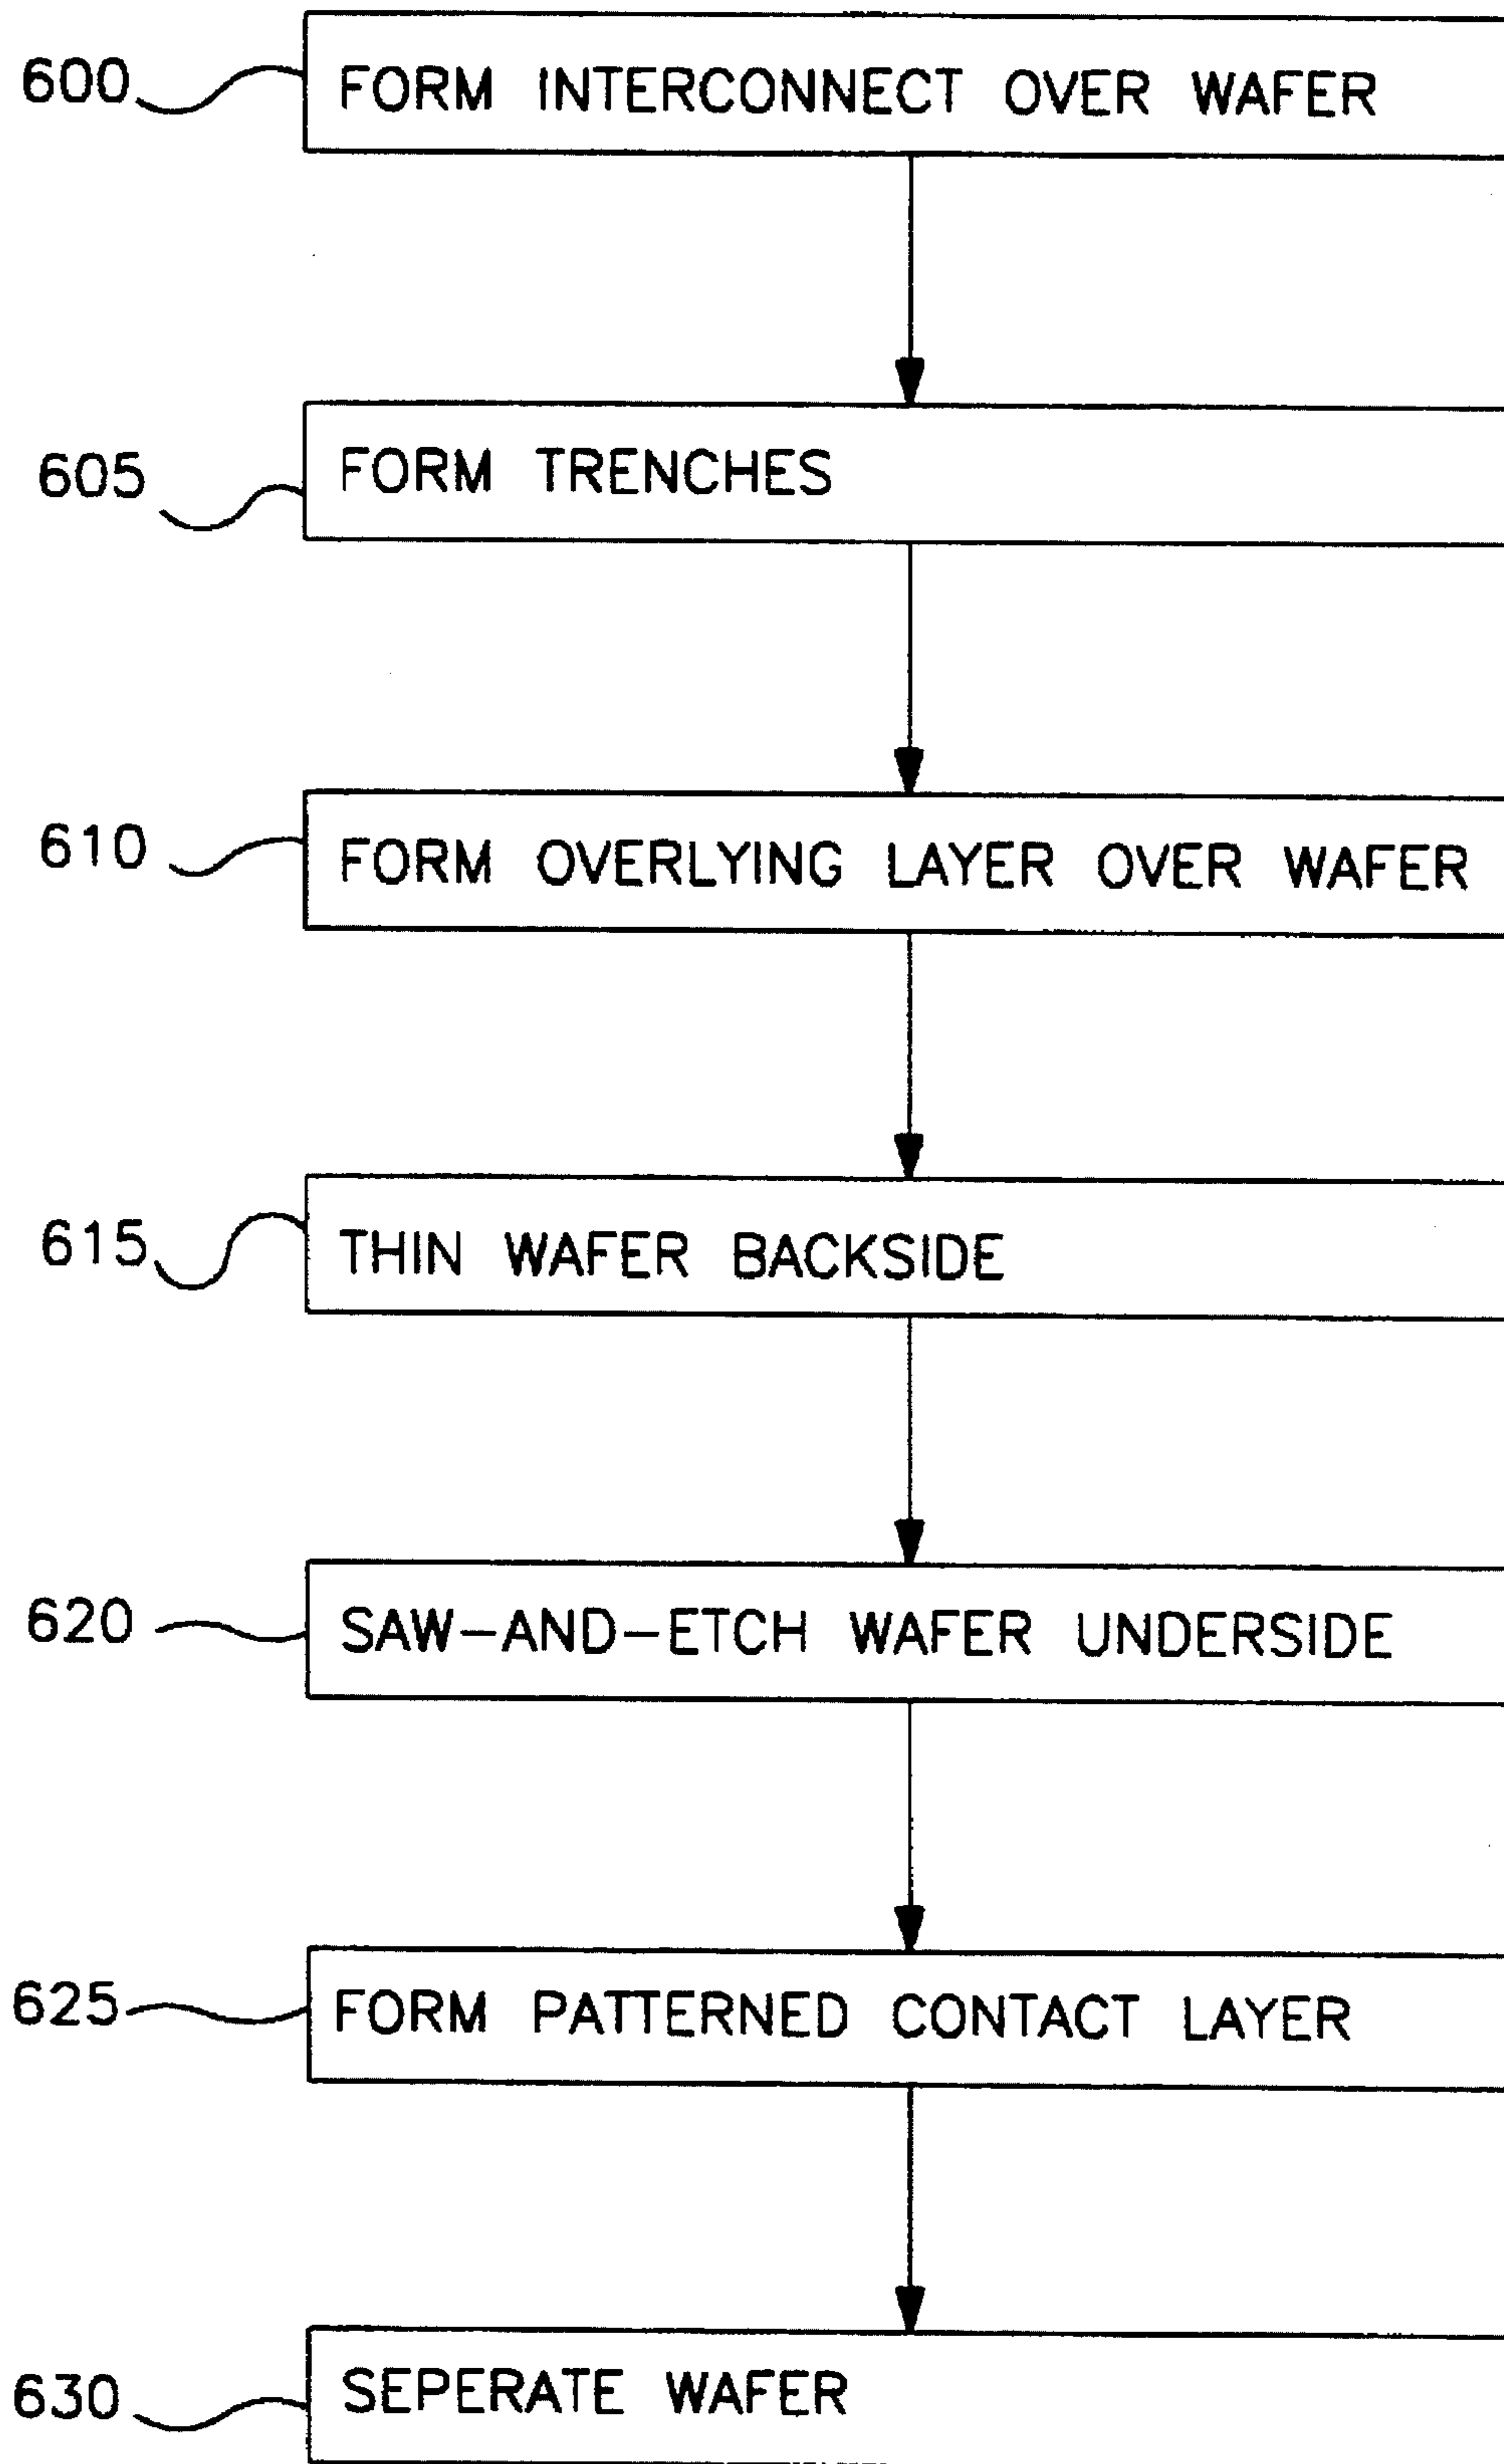 600 FORM INTERCONNECT OVER WAFER
605 FORM TRENCHES
610 FORM OVERLYING LAYER OVER WAFER
615 THIN WAFER BACKSIDE
620 SAW-AND-ETCH WAFER UNDERSIDE
625 FORM PATTERNED CONTACT LAYER
630 SEPERATE WAFER